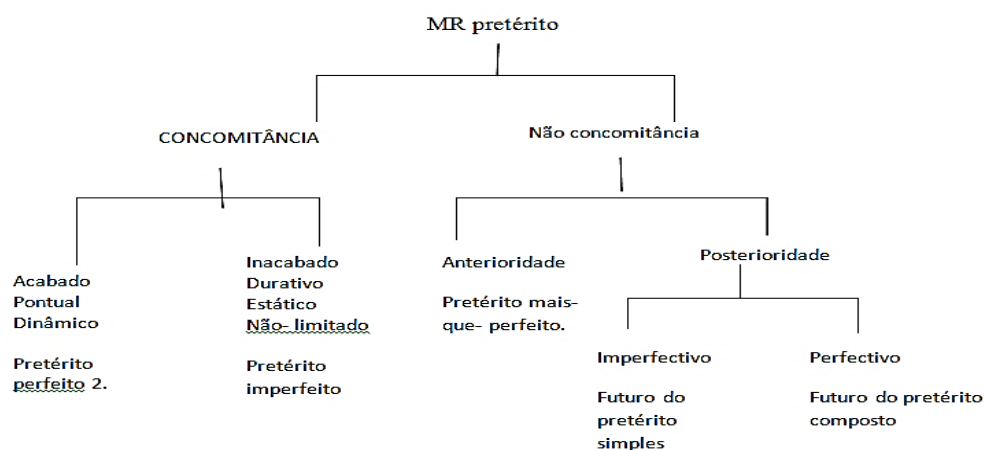 MR pretérito
CONCOMITÂNCIA
Não concomitância
Acabado
Pontual
Dinâmico
Pretérito
perfeito 2.
Inacabado
Durativo
Estático
Não- limitado
Pretérito
imperfeito
Anterioridade
Pretérito mais-
que- perfeito.
Posterioridade
Imperfectivo
Futuro do
pretérito
simples
Perfectivo
Futuro do pretérito
composto